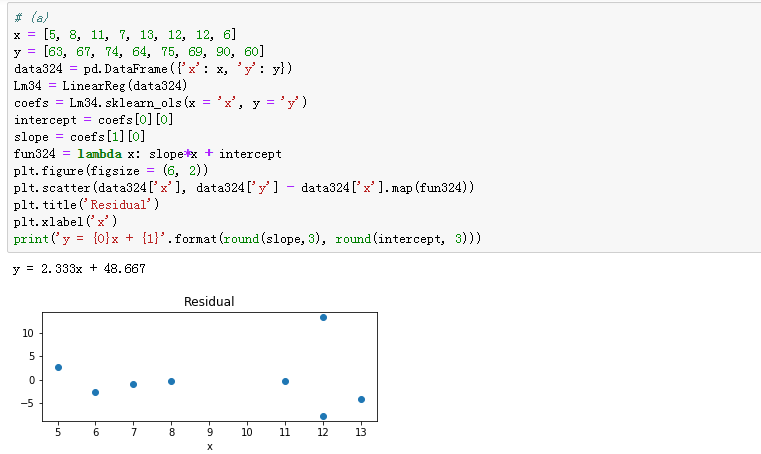 # (a)
x = [5, 8, 11, 7, 13, 12, 12, 6]
y = [63, 67, 74, 64, 75, 69, 90, 60]
data324 = pd.DataFrame({'x': x, 'y': y})
Lm34 = LinearReg(data324)
coefs = Lm34.sklearn_ols(x = 'x', y = 'y')
intercept = coefs[0][0]
slope = coefs[1][0]
fun324 = lambda x: slope*x + intercept
plt.figure(figsize = (6, 2))
plt.scatter(data324['x'], data324['y'] - data324['x'].map(fun324))
plt.title('Residual')
plt.xlabel('x')
print('y = {0}x + {1}'.format(round(slope,3), round(intercept, 3)))
y = 2.333x + 48.667
Residual
10
5
0
−5
5 6 7 8 9 10 11 12 13
x